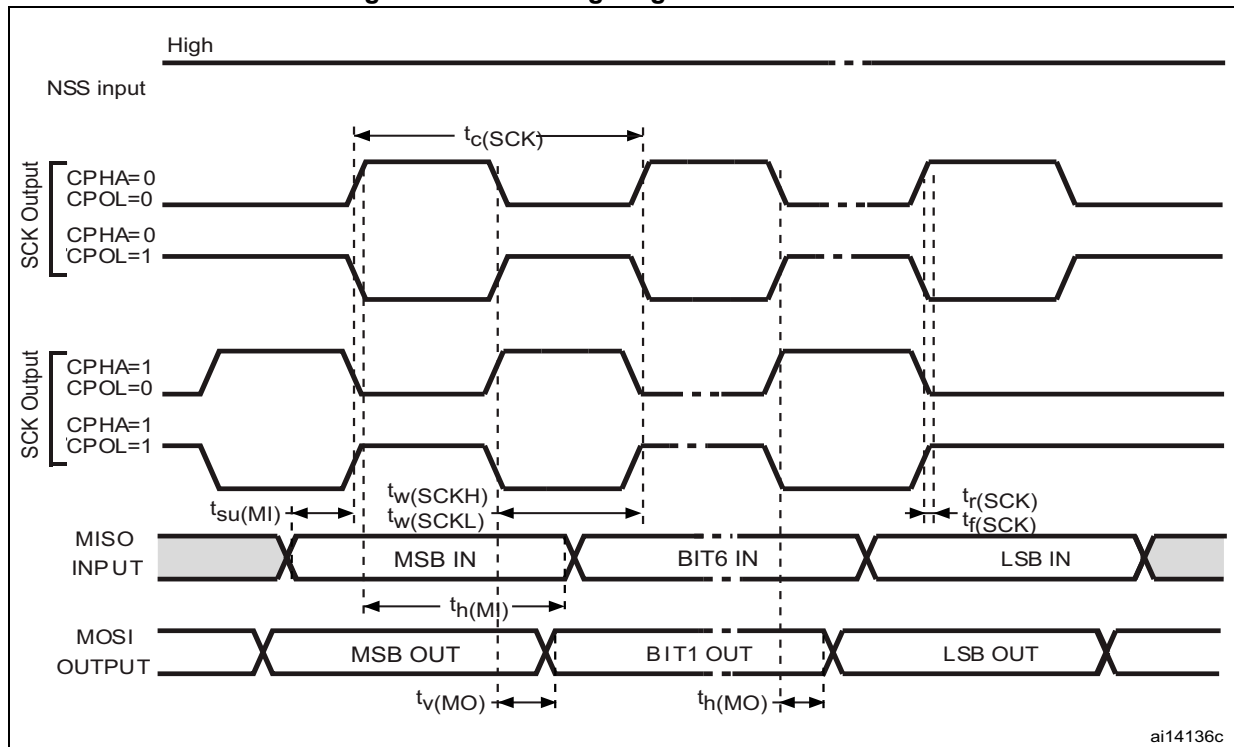 High
NSS input
tc(SCK)
SCK Output
CPHA=0
CPOL=0
CPHA=0
CPOL=1
SCK Output
CPHA=1
CPOL=0
CPHA=1
CPOL=1
tsu(MI)
tw(SCKH)
tw(SCKL)
tr(SCK)
tf(SCK)
MISO
INPUT
MSB IN
BIT6 IN
LSB IN
th(MI)
MOSI
OUTPUT
MSB OUT
BIT1 OUT
LSB OUT
tv(MO)
th(MO)
ai14136c